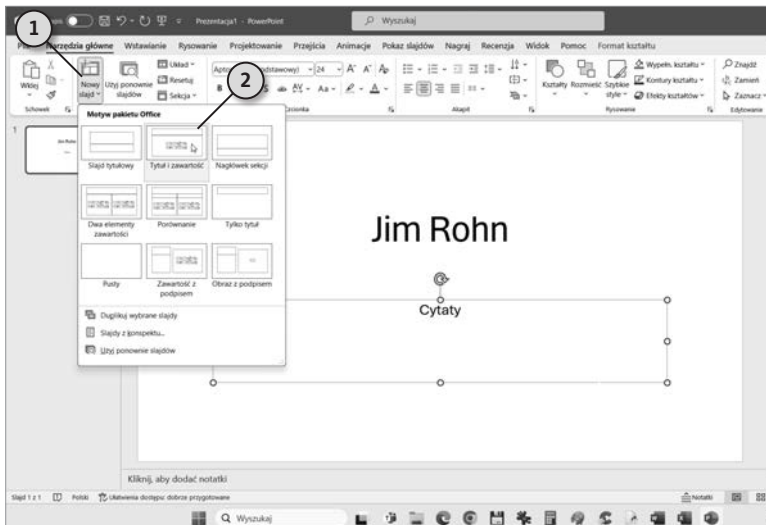 1
Prezentacja1 - PowerPoint
Wyszukaj
Narzędzia główne Wstawianie Rysowanie Projektowanie Przejścia Animacje Pokaz slajdów Nagraj Recenzja Widok Pomoc Format kształtu
Wklej
Nowy slajd
Użyj ponownie slajdów
Układ
Resetuj
Sekcja
24
2
Kształty
Rozmieść
Szybkie style
Wypełn. kształtu
Kontury kształtu
Efekty kształtów
Znajdź
Zamień
Zaznacz
Schowek
Akapit
Rysowanie
Edytowanie
Motyw pakietu Office
Slajd tytułowy
Tytuł i zawartość
Nagłówek sekcji
Dwa elementy zawartości
Porównanie
Tylko tytuł
Pusty
Zawartość z podpisem
Obraz z podpisem
Duplikuj wybrane slajdy
Slajdy z konspektu...
Użyj ponownie slajdów
1
Jim Rohn
Jim Rohn
Cytaty
Kliknij, aby dodać notatki
Slajd 1 z 1 Polski Ułatwienia dostępu: dobrze przygotowane Notatki
Wyszukaj